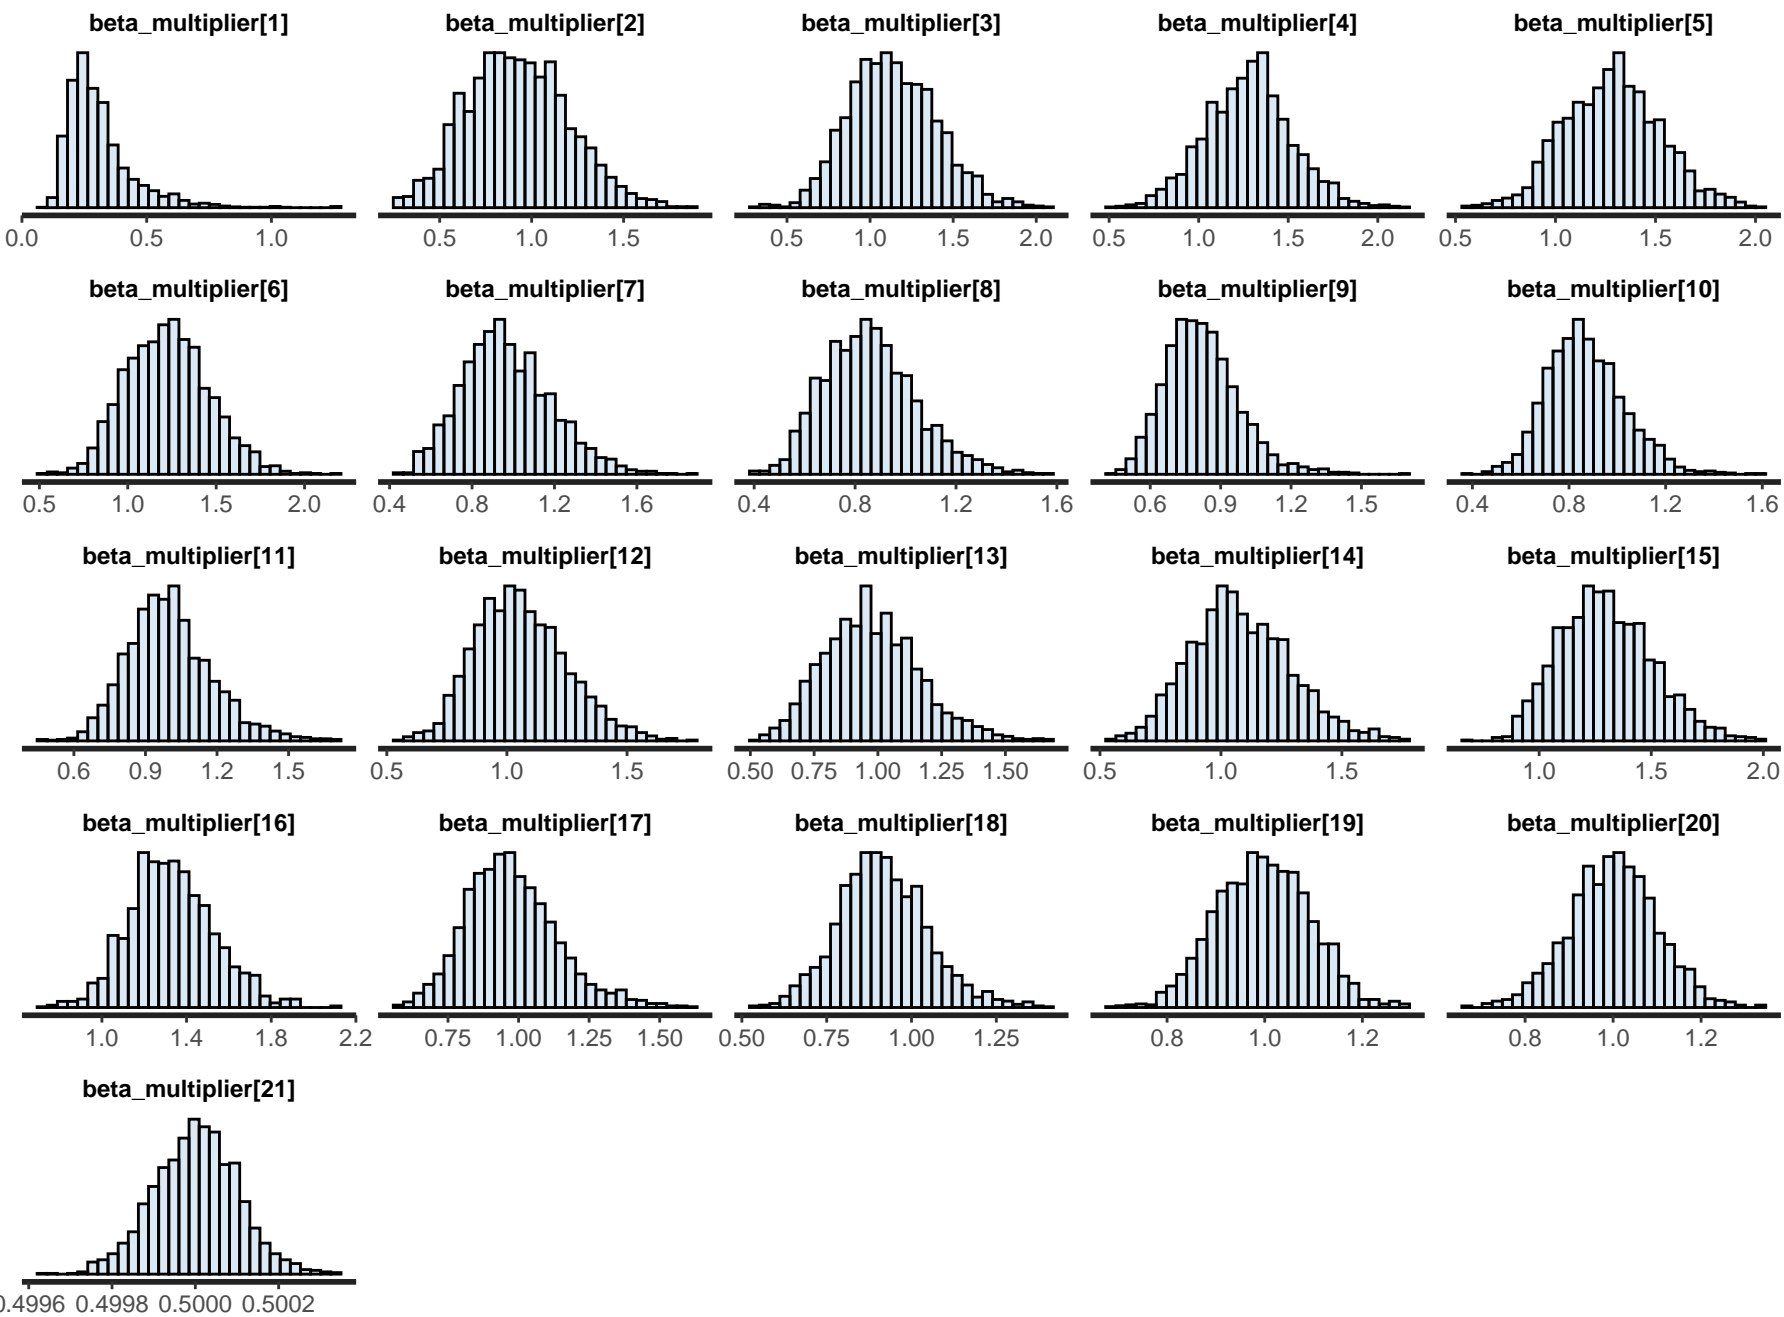 beta_multiplier[1] beta_multiplier[2] beta_multiplier[3] beta_multiplier[4] beta_multiplier[5]
0.0 0.5 1.0 0.5 1.0 1.5 0.5 1.0 1.5 2.0 0.5 1.0 1.5 2.0 0.5 1.0 1.5 2.0
beta_multiplier[6] beta_multiplier[7] beta_multiplier[8] beta_multiplier[9] beta_multiplier[10]
0.5 1.0 1.5 2.0 0.4 0.8 1.2 1.6 0.4 0.8 1.2 1.6 0.6 0.9 1.2 1.5 0.4 0.8 1.2 1.6
beta_multiplier[11] beta_multiplier[12] beta_multiplier[13] beta_multiplier[14] beta_multiplier[15]
0.6 0.9 1.2 1.5 0.5 1.0 1.5 0.50 0.75 1.00 1.25 1.50 0.5 1.0 1.5 1.0 1.5 2.0
beta_multiplier[16] beta_multiplier[17] beta_multiplier[18] beta_multiplier[19] beta_multiplier[20]
1.0 1.4 1.8 2.2 0.75 1.00 1.25 1.50 0.50 0.75 1.00 1.25 0.8 1.0 1.2 0.8 1.0 1.2
beta_multiplier[21]
0.4996 0.4998 0.5000 0.5002